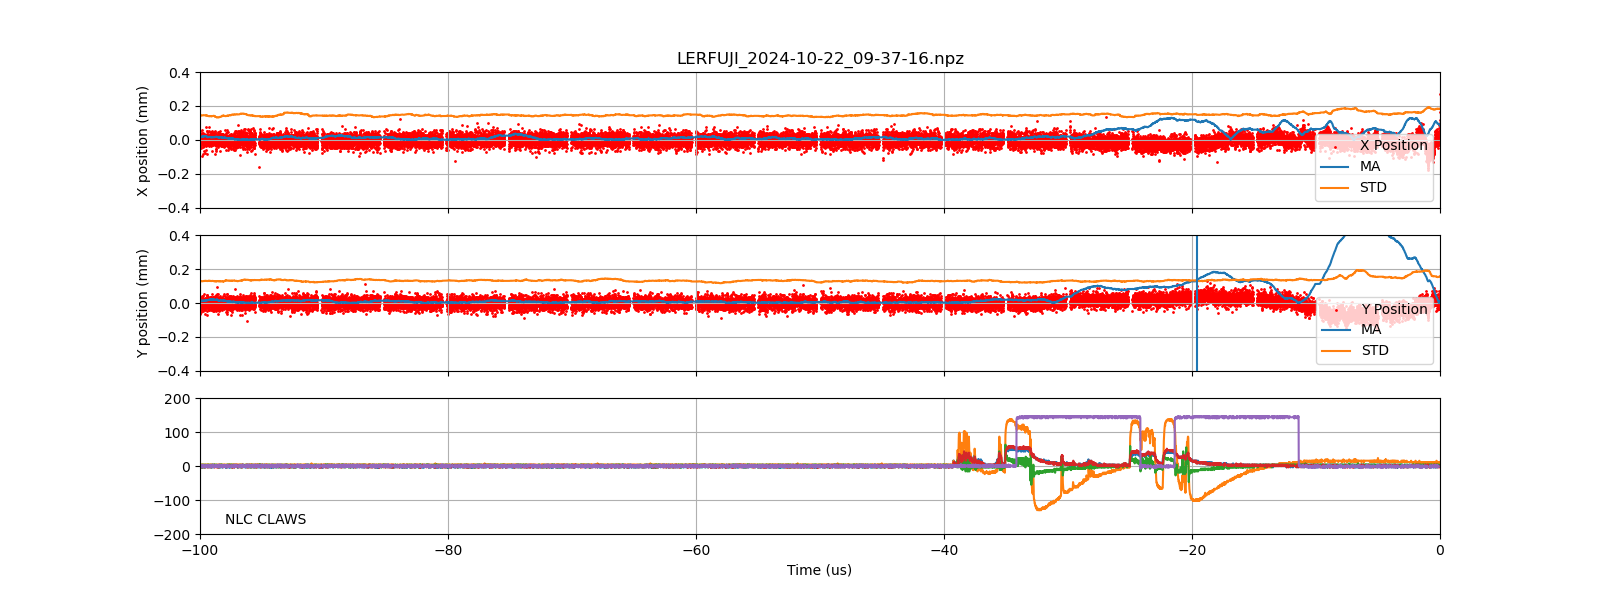 LERFUJI_2024-10-22_09-37-16.npz
0.4
0.2
0.0
−0.2
−0.4
X position (mm)
X Position
MA
STD
0.4
0.2
0.0
−0.2
−0.4
Y position (mm)
Y Position
MA
STD
200
100
0
−100
−200
NLC CLAWS
−100
−80
−60
−40
−20
0
Time (us)